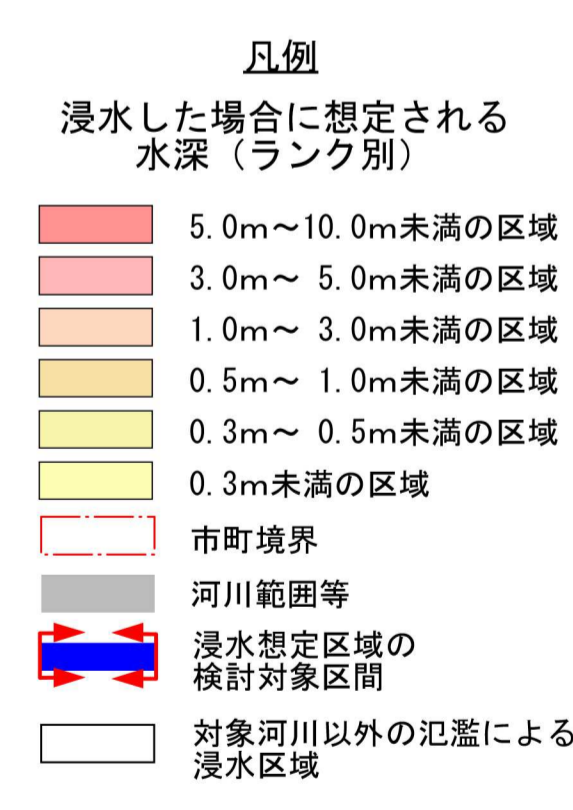 凡例
浸水した場合に想定される
水深（ランク別）
5.0m～10.0m未満の区域
3.0m～ 5.0m未満の区域
1.0m～ 3.0m未満の区域
0.5m～ 1.0m未満の区域
0.3m～ 0.5m未満の区域
0.3m未満の区域
市町境界
河川範囲等
浸水想定区域の
検討対象区間
対象河川以外の氾濫による
浸水区域